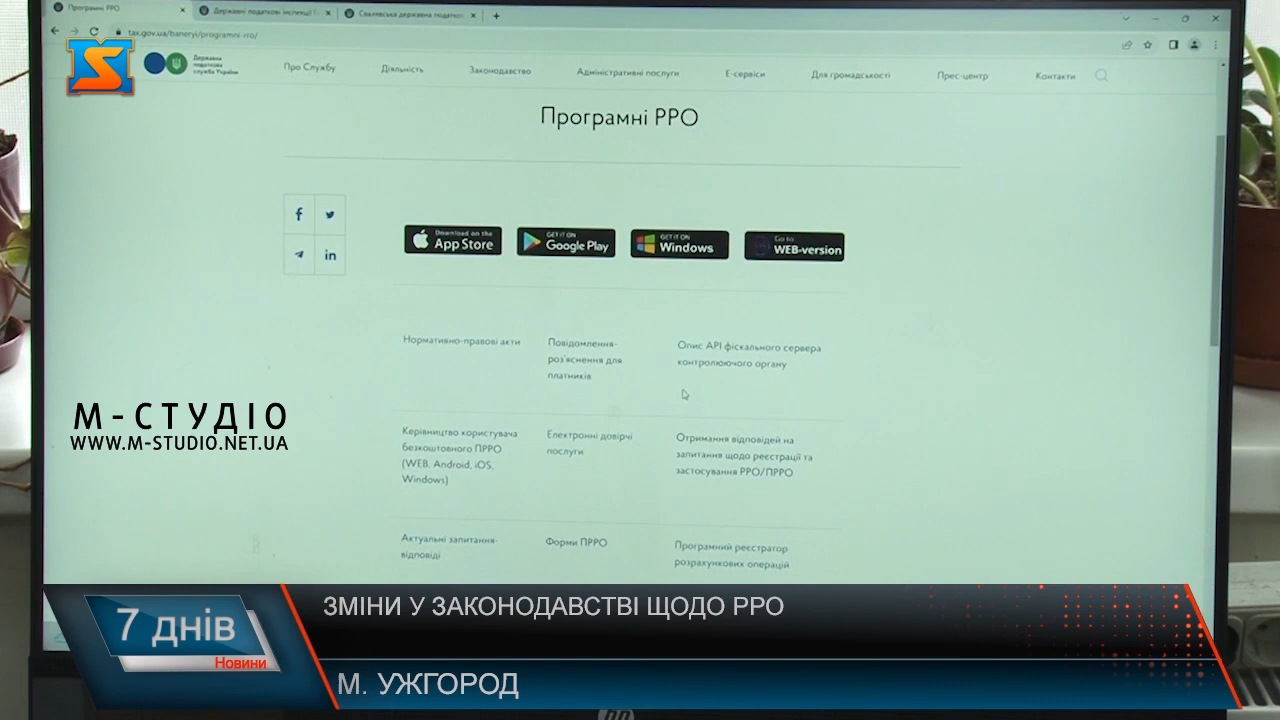 Програмні РРО
Державні податкові інспекції
Свалявська державна податкова
tax.gov.ua/baneryi/programni-rro/
Державна
податкова
служба України
Про Службу
Діяльність
Законодавство
Адміністративні послуги
Е-сервіси
Для громадськості
Прес-центр
Контакти
Програмні РРО
Download on the
App Store
GET IT ON
Google Play
GET IT ON
Windows
Go to
WEB-version
Нормативно-правові акти
Повідомлення-
роз'яснення для
платників
Опис АРІ фіскального сервера
контролюючого органу
Керівництво користувача
безкоштовного ПРРО
(WEB, Android, iOS,
Windows)
Електронні довірчі
послуги
Отримання відповідей на
запитання щодо реєстрації та
застосування РРО/ПРРО
Актуальні запитання-
відповіді
Форми ПРРО
Програмний реєстратор
розрахункових операцій
М-СТУДІО
WWW.M-STUDIO.NET.UA
7 днів
Новини
ЗМІНИ У ЗАКОНОДАВСТВІ ЩОДО РРО
М. УЖГОРОД
hp